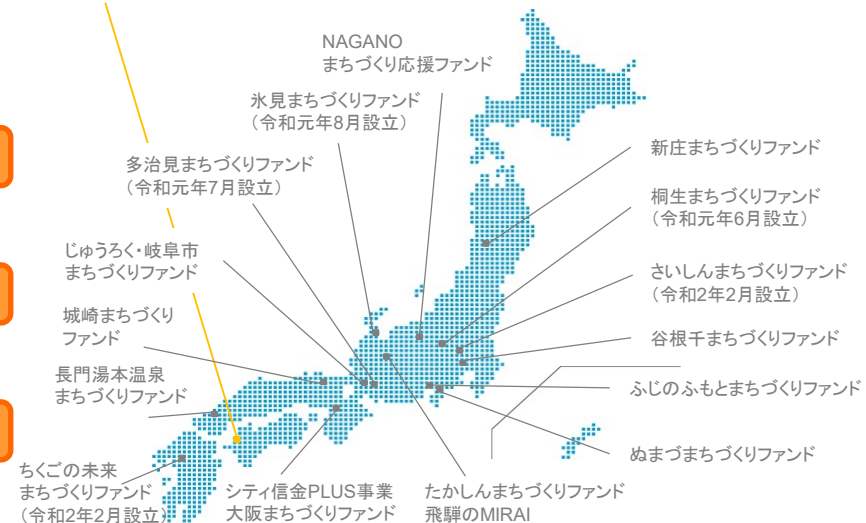 NAGANO
まちづくり応援ファンド
氷見まちづくりファンド
（令和元年8月設立）
多治見まちづくりファンド
（令和元年7月設立）
じゅうろく・岐阜市
まちづくりファンド
城崎まちづくり
ファンド
長門湯本温泉
まちづくりファンド
ちくごの未来
まちづくりファンド
（令和2年2月設立）
シティ信金PLUS事業
大阪まちづくりファンド
たかしんまちづくりファンド
飛騨のMIRAI
新庄まちづくりファンド
桐生まちづくりファンド
（令和元年6月設立）
さいしんまちづくりファンド
（令和2年2月設立）
谷根千まちづくりファンド
ふじのふもとまちづくりファンド
ぬまづまちづくりファンド